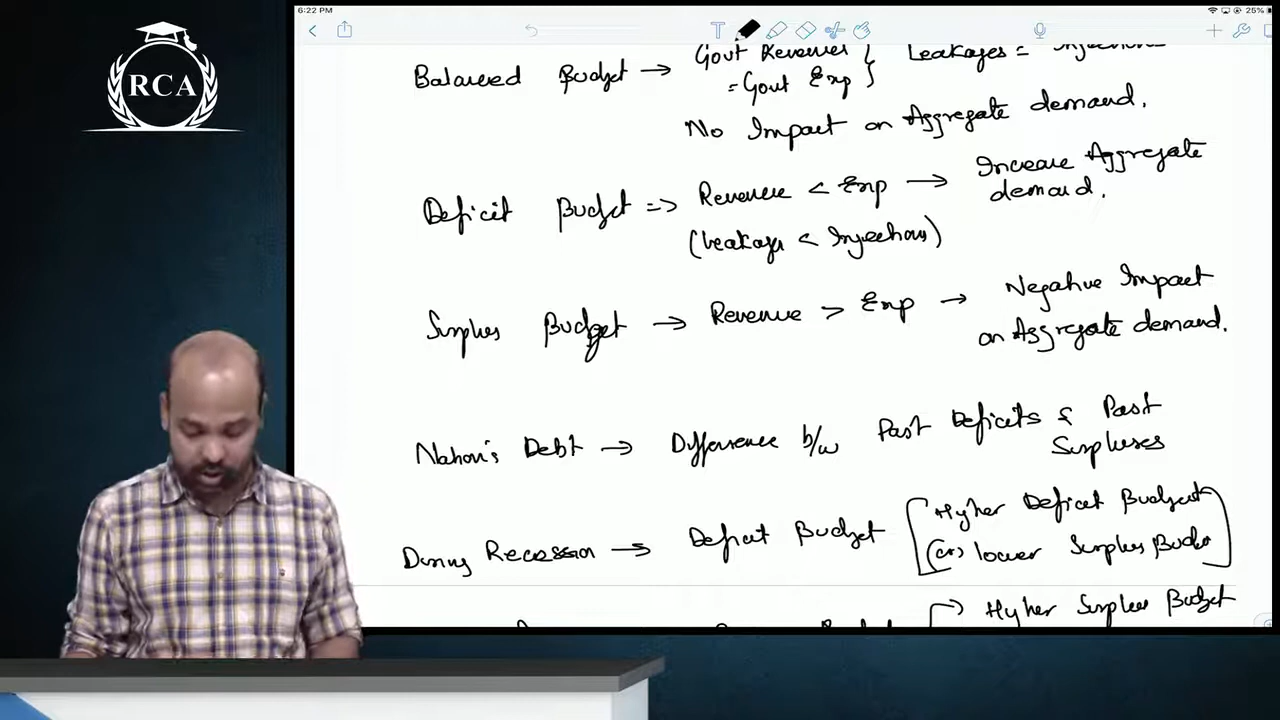 6:22 PM
25%
RCA
T
Govt Revenues
Balanced Budget → = Govt Exp } Leakages =
No Impact on Aggregate demand.
Deficit Budget => Revenue < Exp → Increase Aggregate
demand.
(Leakages < Injections)
Surplus Budget → Revenue > Exp → Negative Impact
on Aggregate demand.
Nation's Debt → Difference b/w Past Deficits & Past
Surpluses
During Recession → Deficit Budget [ Higher Deficit Budget
(or) lower Surplus Budget ]
→ Higher Surplus Budget